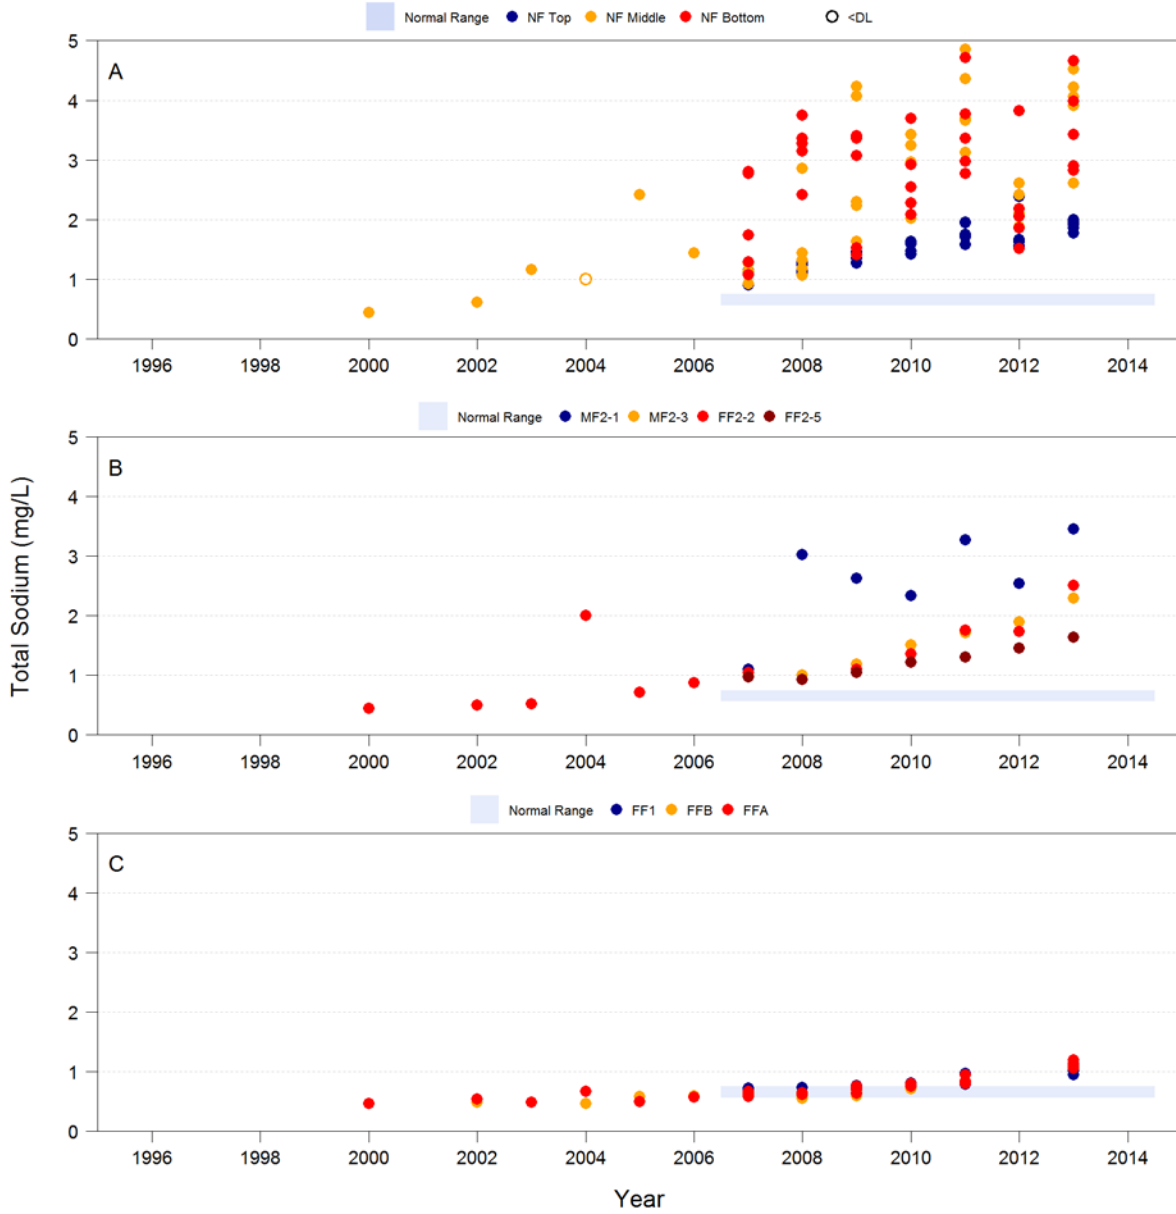 Normal Range NF Top NF Middle NF Bottom <DL
A
5
4
3
2
1
0
1996 1998 2000 2002 2004 2006 2008 2010 2012 2014
Normal Range MF2-1 MF2-3 FF2-2 FF2-5
B
5
4
3
2
1
0
1996 1998 2000 2002 2004 2006 2008 2010 2012 2014
Total Sodium (mg/L)
Normal Range FF1 FFB FFA
C
5
4
3
2
1
0
1996 1998 2000 2002 2004 2006 2008 2010 2012 2014
Year